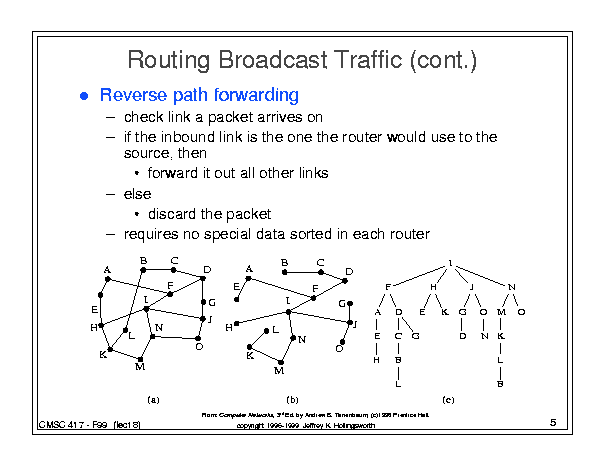 Routing Broadcast Traffic (cont.)
● Reverse path forwarding
– check link a packet arrives on
– if the inbound link is the one the router would use to the
source, then
• forward it out all other links
– else
• discard the packet
– requires no special data sorted in each router
A B C D
F
E I G
H L N J
K M O
A B C D
E F
I G
H L N J
K M O
I
F H J N
A D E K G O M O
E C G D N K
H B L
L B
(a) (b) (c)
From: Computer Networks, 3rd Ed. by Andrew S. Tanenbaum, (c)1996 Prentice Hall.
CMSC 417 - F99 (lect18) copyright 1996-1999 Jeffrey K. Hollingsworth 5